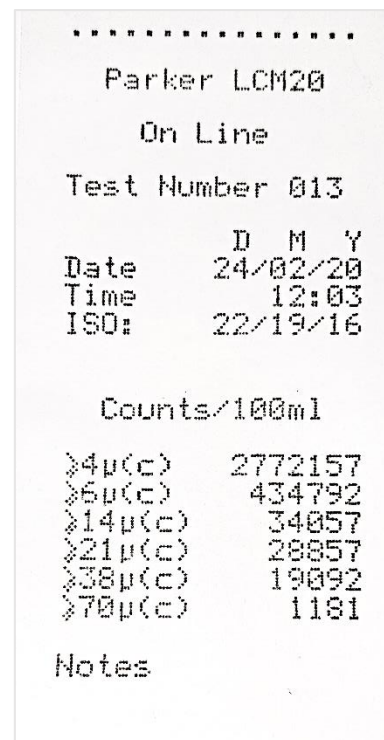 Parker LCM20
On Line
Test Number 013
D M Y
Date 24/02/20
Time 12:03
ISO: 22/19/16
Counts/100ml
⩾4µ(c) 2772157
⩾6µ(c) 434792
⩾14µ(c) 34057
⩾21µ(c) 28857
⩾38µ(c) 19092
⩾70µ(c) 1181
Notes